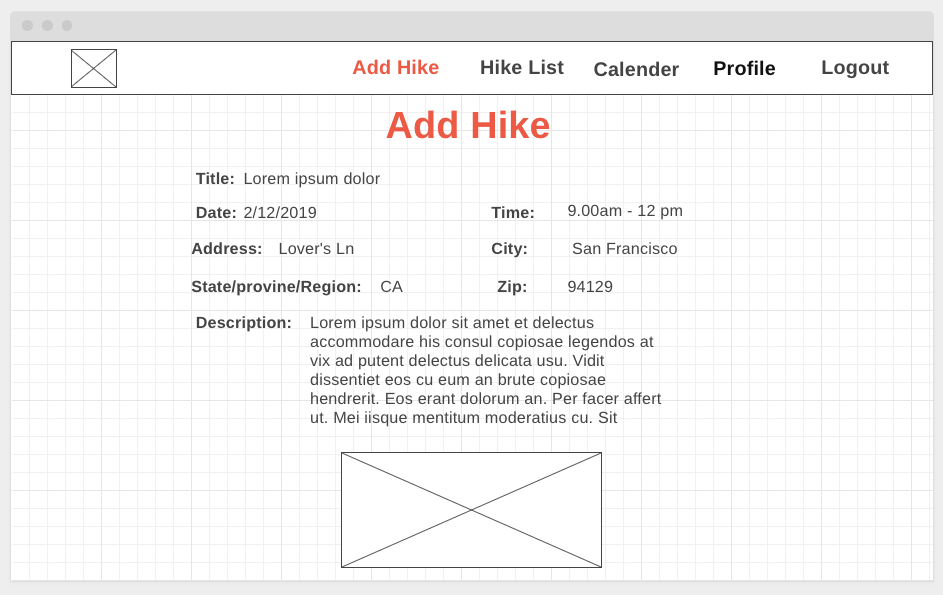 Add Hike Hike List Calender Profile Logout
Add Hike
Title: Lorem ipsum dolor
Date: 2/12/2019 Time: 9.00am - 12 pm
Address: Lover's Ln City: San Francisco
State/provine/Region: CA Zip: 94129
Description: Lorem ipsum dolor sit amet et delectus
accommodare his consul copiosae legendos at
vix ad putent delectus delicata usu. Vidit
dissentiet eos cu eum an brute copiosae
hendrerit. Eos erant dolorum an. Per facer affert
ut. Mei iisque mentitum moderatius cu. Sit